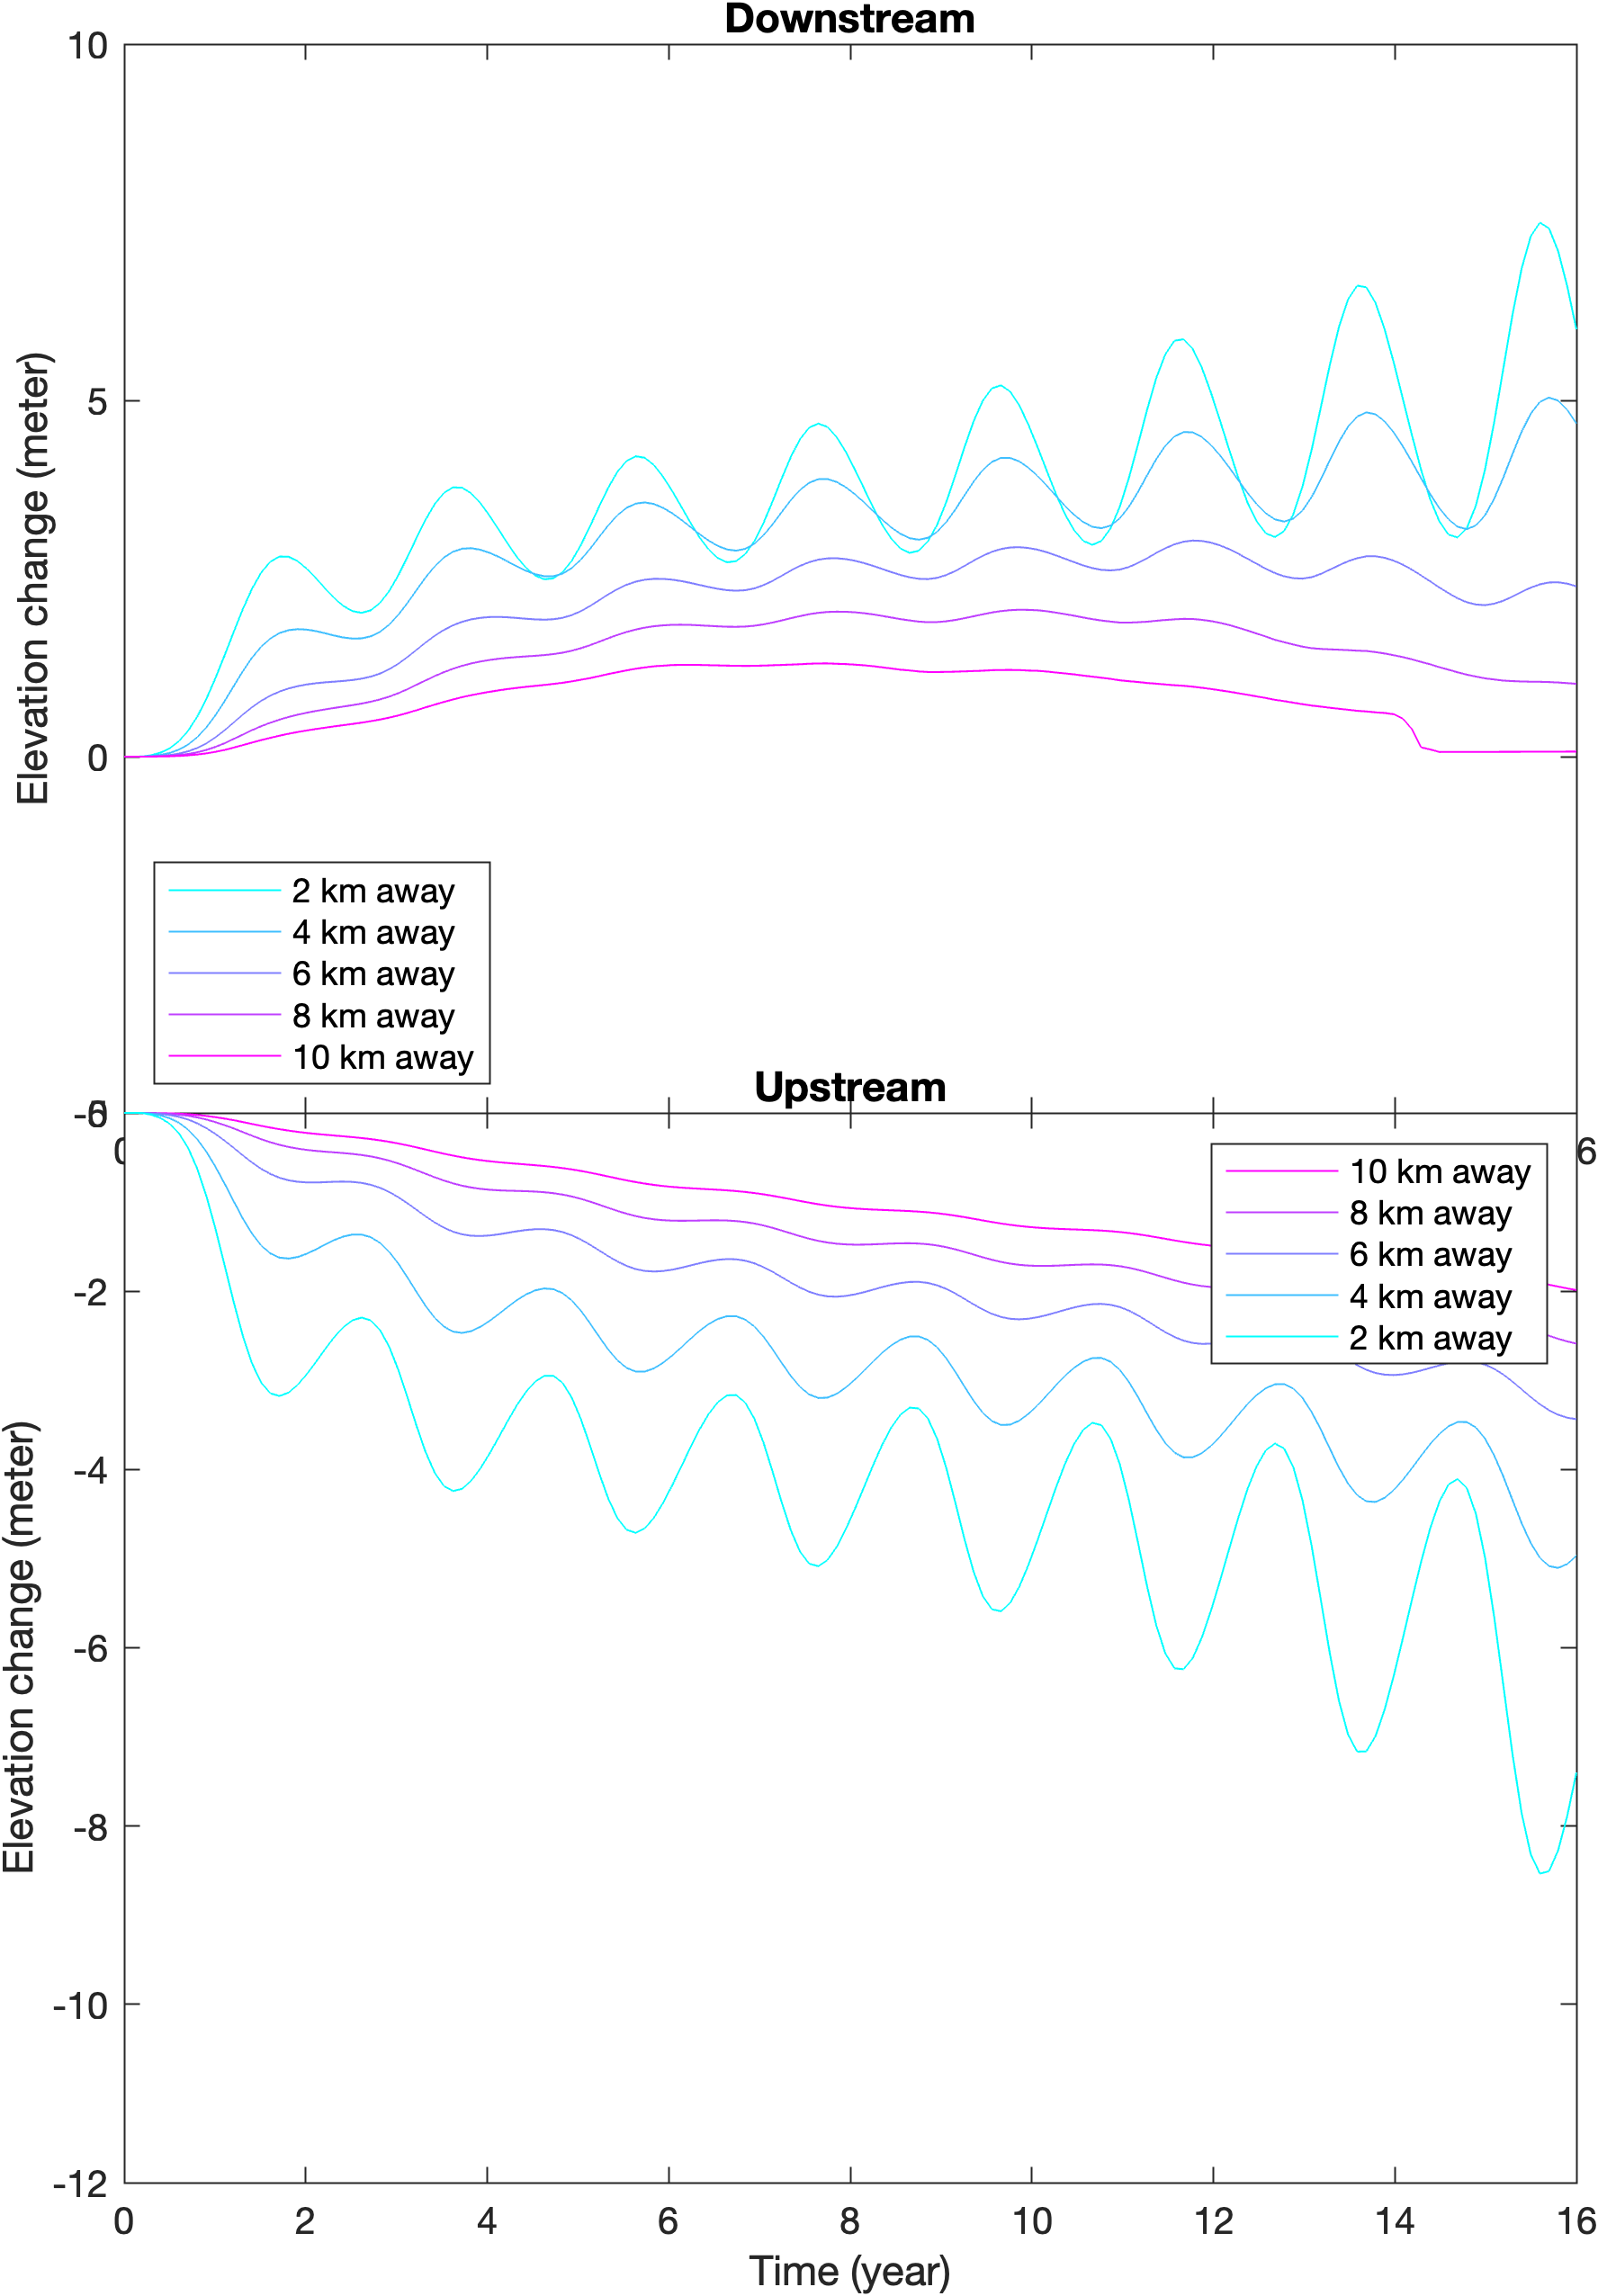 Downstream
10
5
0
Elevation change (meter)
2 km away
4 km away
6 km away
8 km away
10 km away
Upstream
6
10 km away
8 km away
6 km away
4 km away
2 km away
-2
-4
-6
-8
-10
-12
Elevation change (meter)
0 2 4 6 8 10 12 14 16
Time (year)